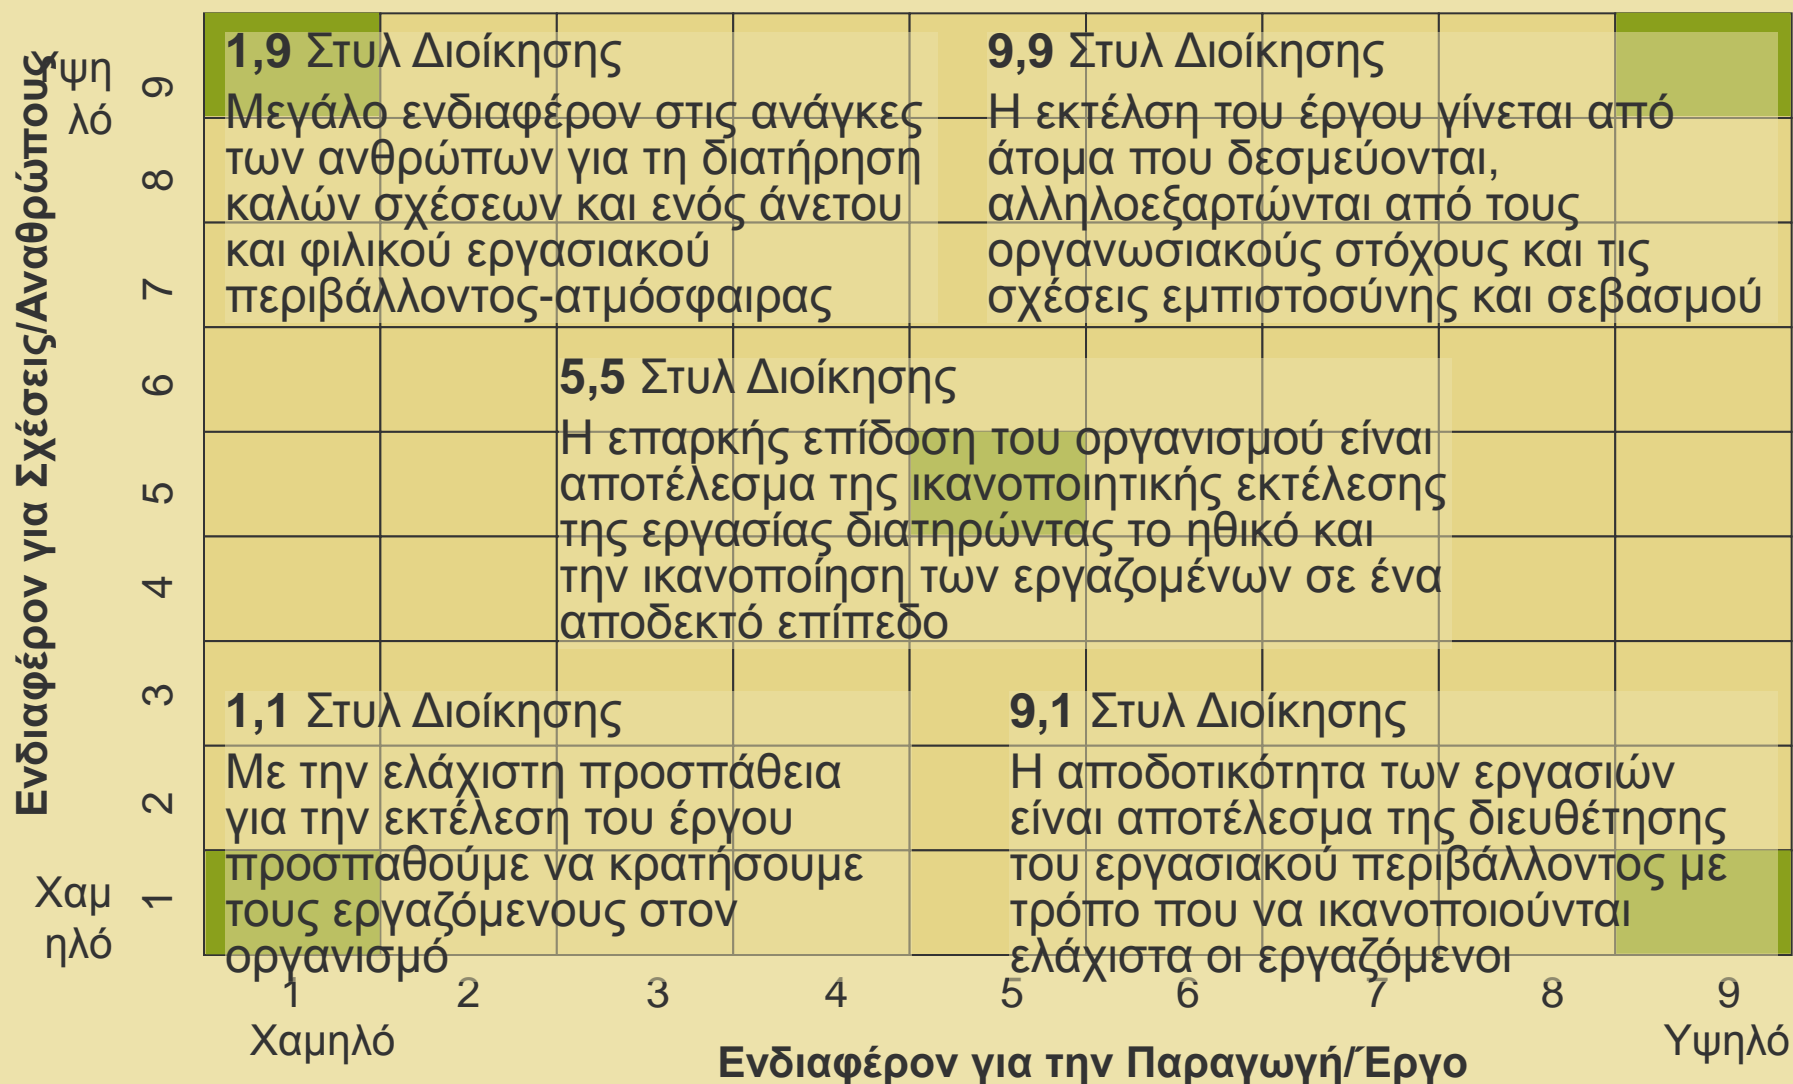 Ενδιαφέρον για Σχέσεις/Αναθρώπους
Ύψη
λό
9
8
7
6
5
4
3
2
1
Χαμ
ηλό
1,9 Στυλ Διοίκησης
Μεγάλο ενδιαφέρον στις ανάγκες
των ανθρώπων για τη διατήρηση
καλών σχέσεων και ενός άνετου
και φιλικού εργασιακού
περιβάλλοντος-ατμόσφαιρας
9,9 Στυλ Διοίκησης
Η εκτέλση του έργου γίνεται από
άτομα που δεσμεύονται,
αλληλοεξαρτώνται από τους
οργανωσιακούς στόχους και τις
σχέσεις εμπιστοσύνης και σεβασμού
5,5 Στυλ Διοίκησης
Η επαρκής επίδοση του οργανισμού είναι
αποτέλεσμα της ικανοποιητικής εκτέλεσης
της εργασίας διατηρώντας το ηθικό και
την ικανοποίηση των εργαζομένων σε ένα
αποδεκτό επίπεδο
1,1 Στυλ Διοίκησης
Με την ελάχιστη προσπάθεια
για την εκτέλεση του έργου
προσπαθούμε να κρατήσουμε
τους εργαζόμενους στον
οργανισμό
9,1 Στυλ Διοίκησης
Η αποδοτικότητα των εργασιών
είναι αποτέλεσμα της διευθέτησης
του εργασιακού περιβάλλοντος με
τρόπο που να ικανοποιούνται
ελάχιστα οι εργαζόμενοι
1 2 3 4 5 6 7 8 9
Χαμηλό Υψηλό
Ενδιαφέρον για την Παραγωγή/Έργο